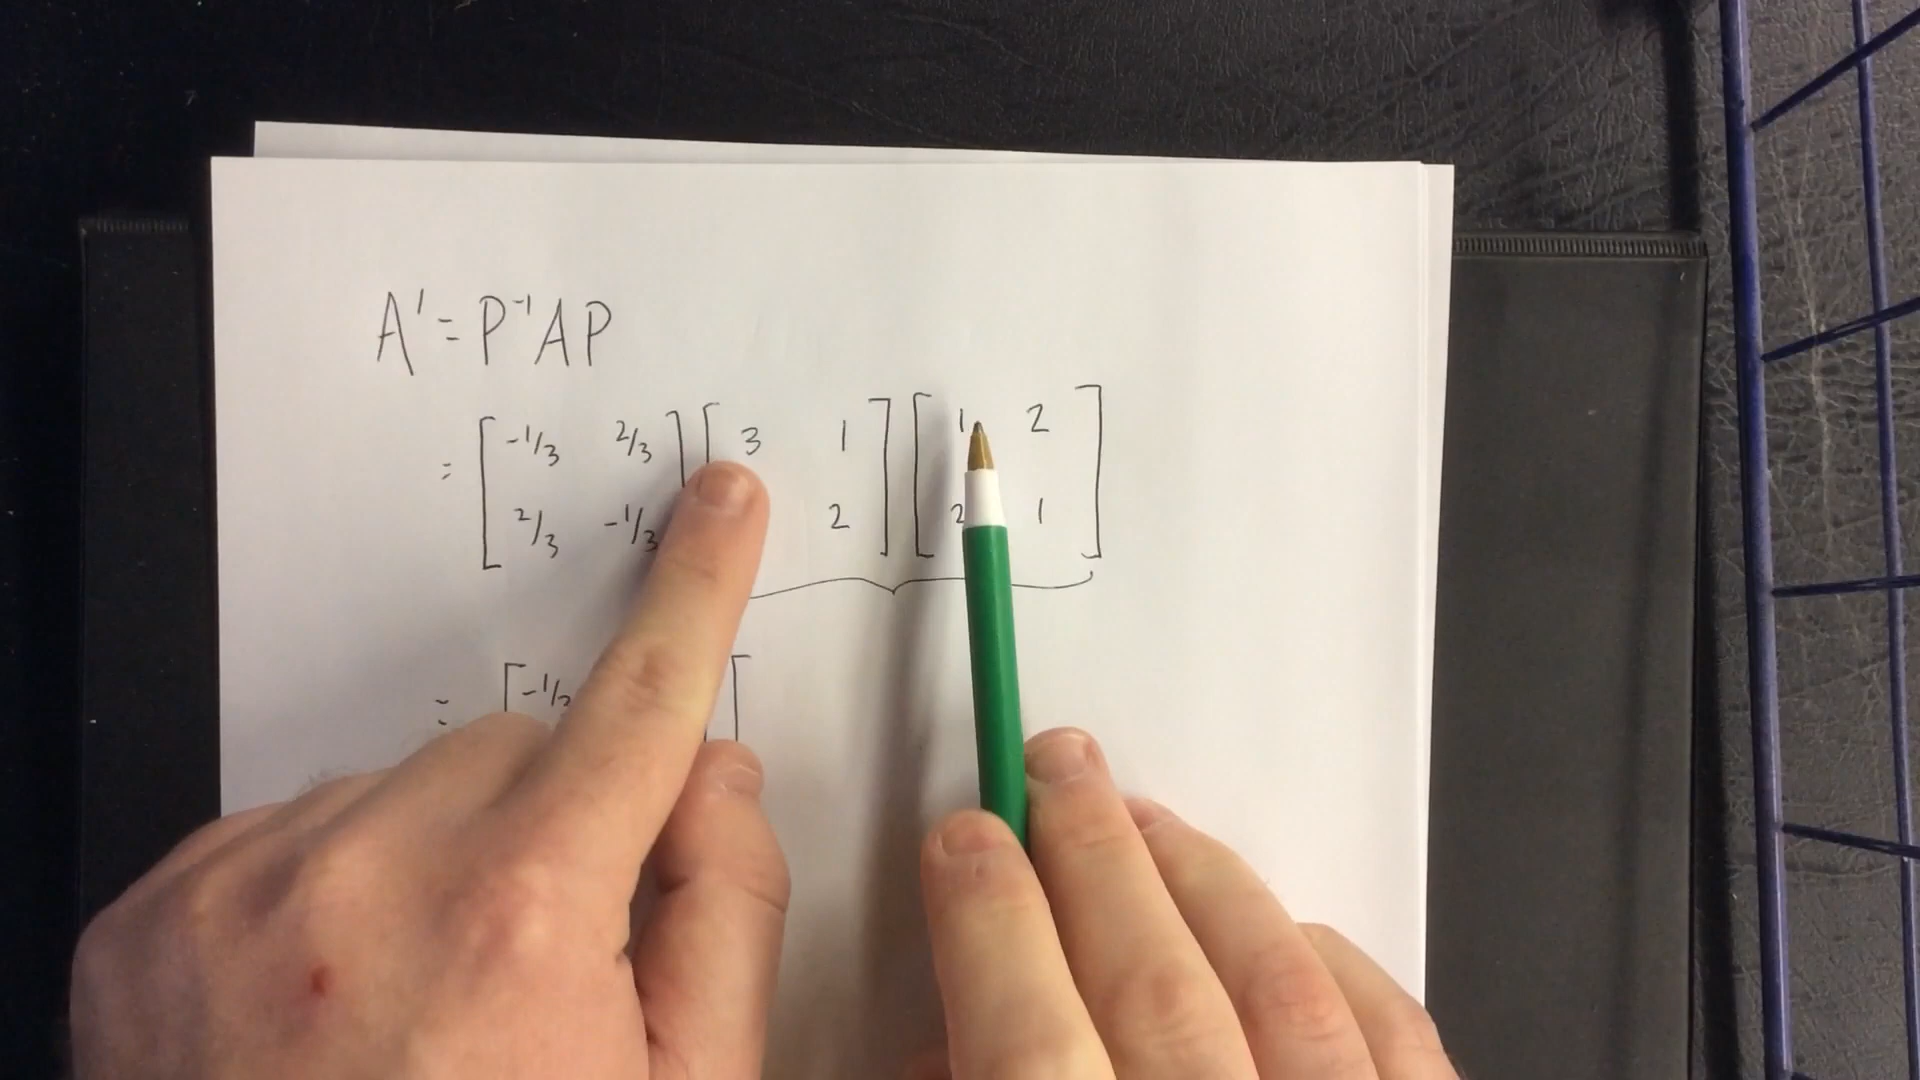 A' = P⁻¹AP
= [ -1/3 2/3 ] [ 3 1 ] [ 1 2 ]
2/3 -1/3 2 2 1
= [ -1/3 [